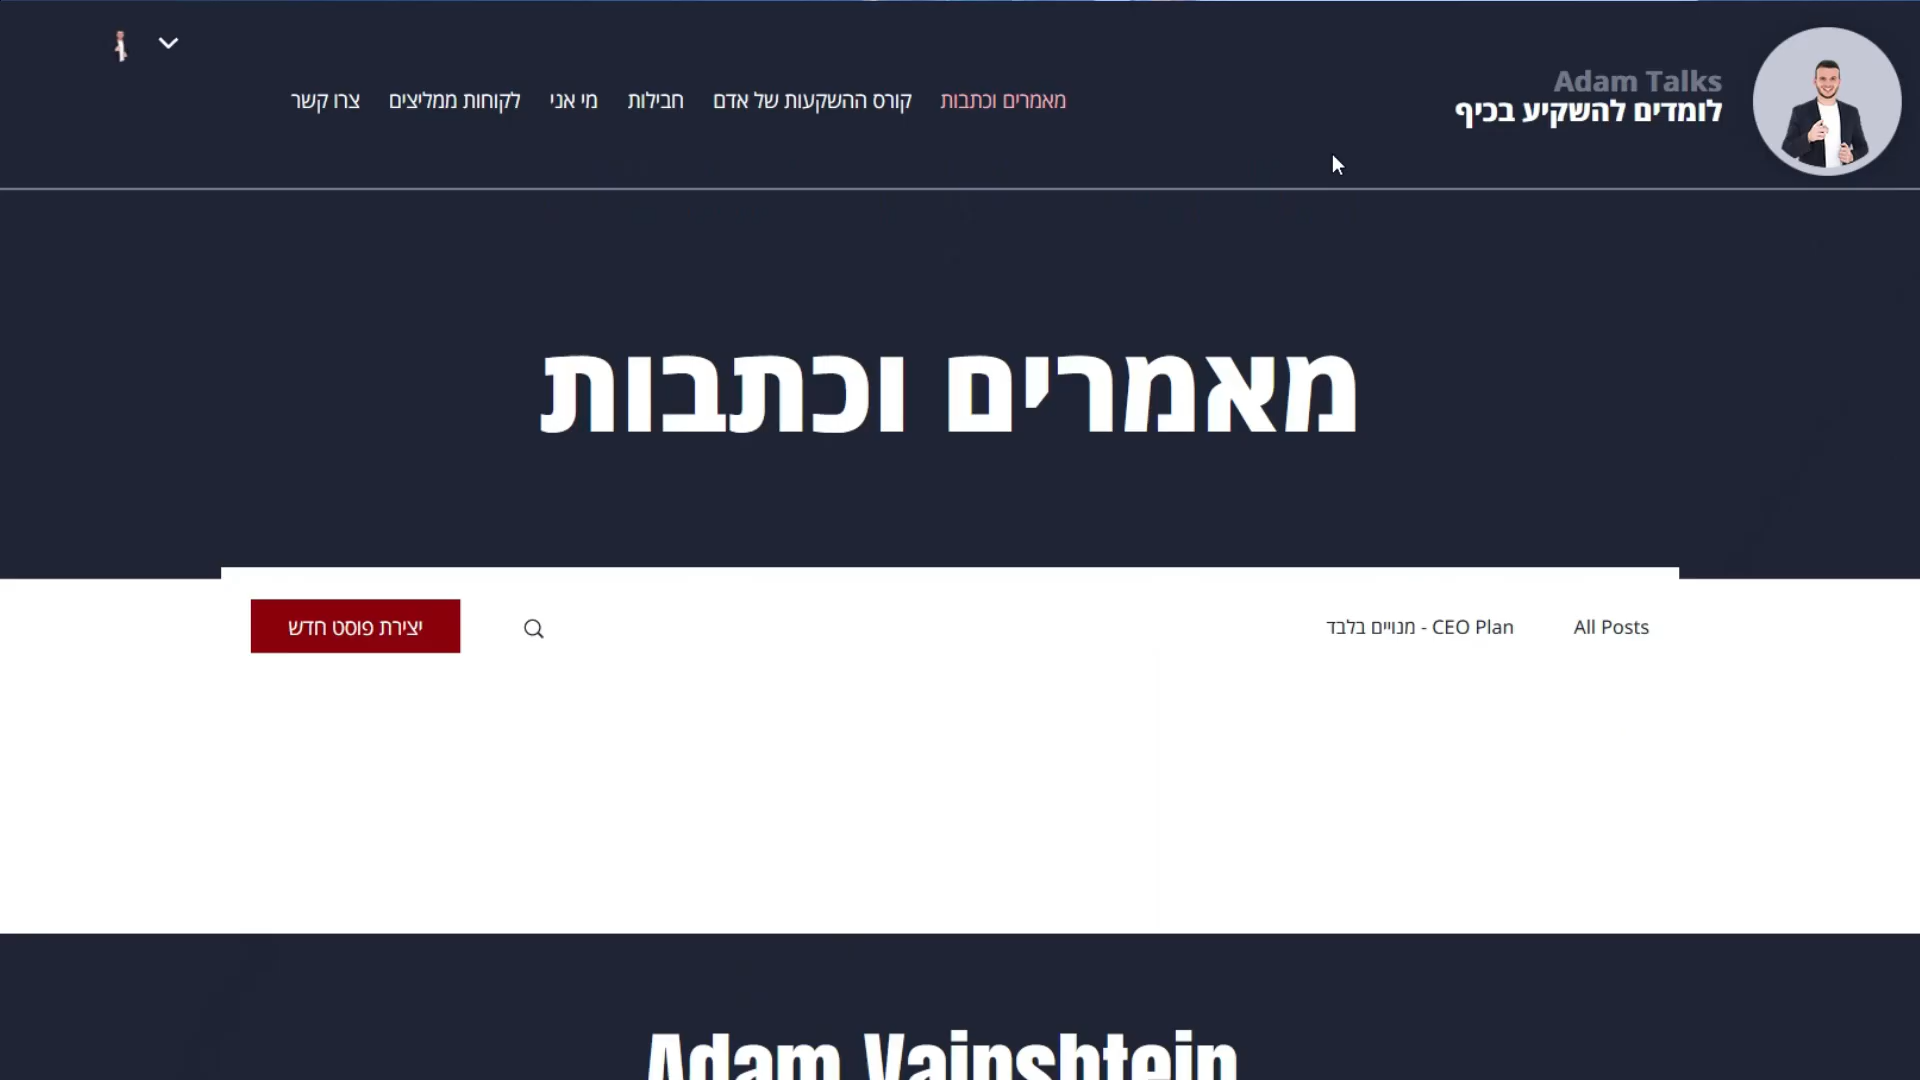 Adam Talks
לומדים להשקיע בכיף
מאמרים וכתבות
קורס ההשקעות של אדם
חבילות
מי אני
לקוחות ממליצים
צרו קשר
מאמרים וכתבות
All Posts
CEO Plan - מנויים בלבד
יצירת פוסט חדש
Adam Vainshtein